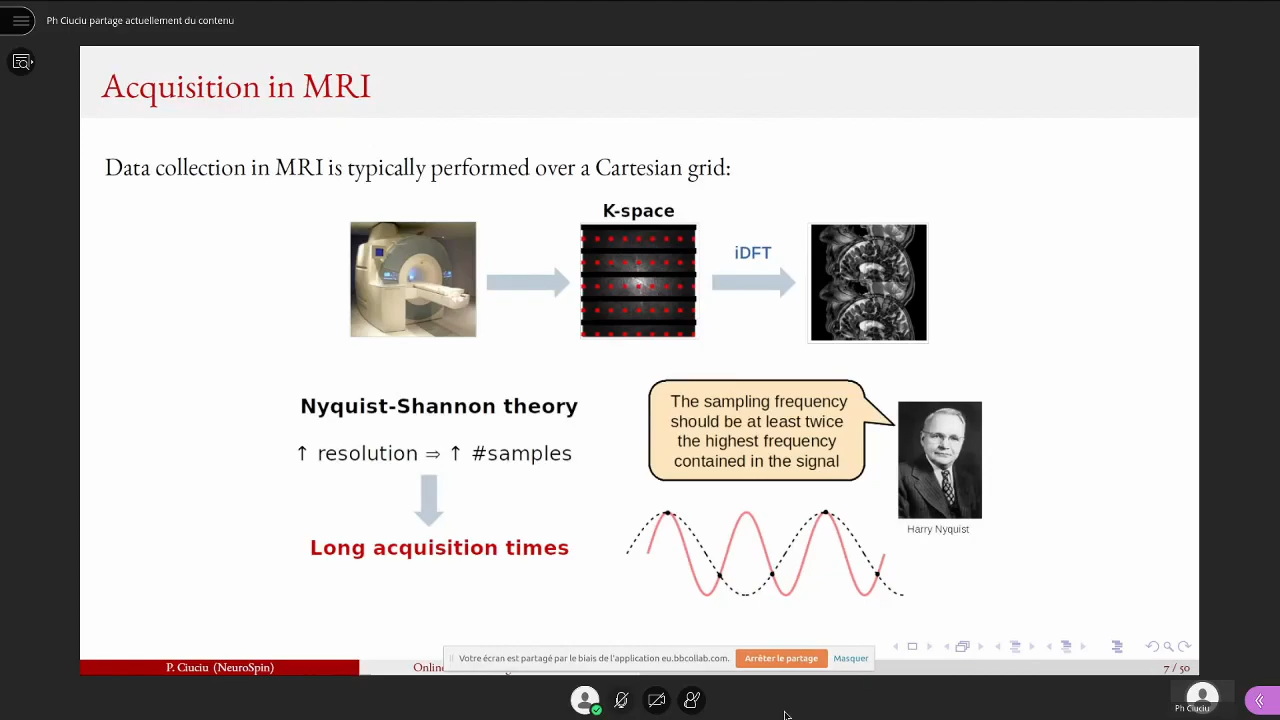 Ph Ciuciu partage actuellement du contenu
Acquisition in MRI
Data collection in MRI is typically performed over a Cartesian grid:
K-space
iDFT
Nyquist-Shannon theory
↑ resolution ⇒ ↑ #samples
Long acquisition times
The sampling frequency
should be at least twice
the highest frequency
contained in the signal
Harry Nyquist
P. Ciuciu (NeuroSpin)
Votre écran est partagé par le biais de l'application eu.bbcollab.com.
Arrêter le partage
Masquer
7 / 50
Ph Ciuciu